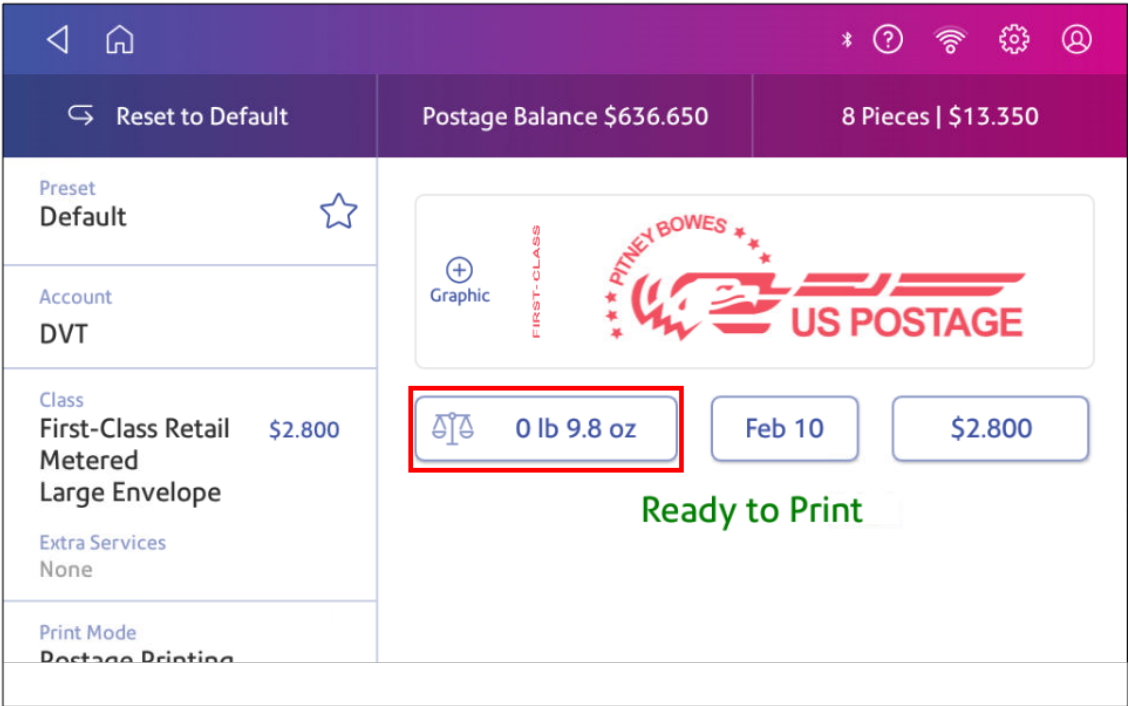 Reset to Default
Postage Balance $636.650
8 Pieces | $13.350
Preset
Default
Account
DVT
Class
First-Class Retail $2.800
Metered
Large Envelope
Extra Services
None
Print Mode
Postage Printing
Graphic
FIRST-CLASS
PITNEY BOWES
US POSTAGE
0 lb 9.8 oz
Feb 10
$2.800
Ready to Print